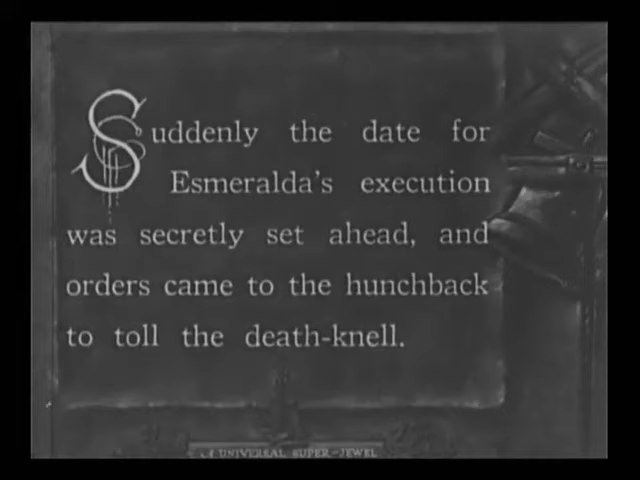 Suddenly the date for
Esmeralda's execution
was secretly set ahead, and
orders came to the hunchback
to toll the death-knell.
A UNIVERSAL SUPER-JEWEL